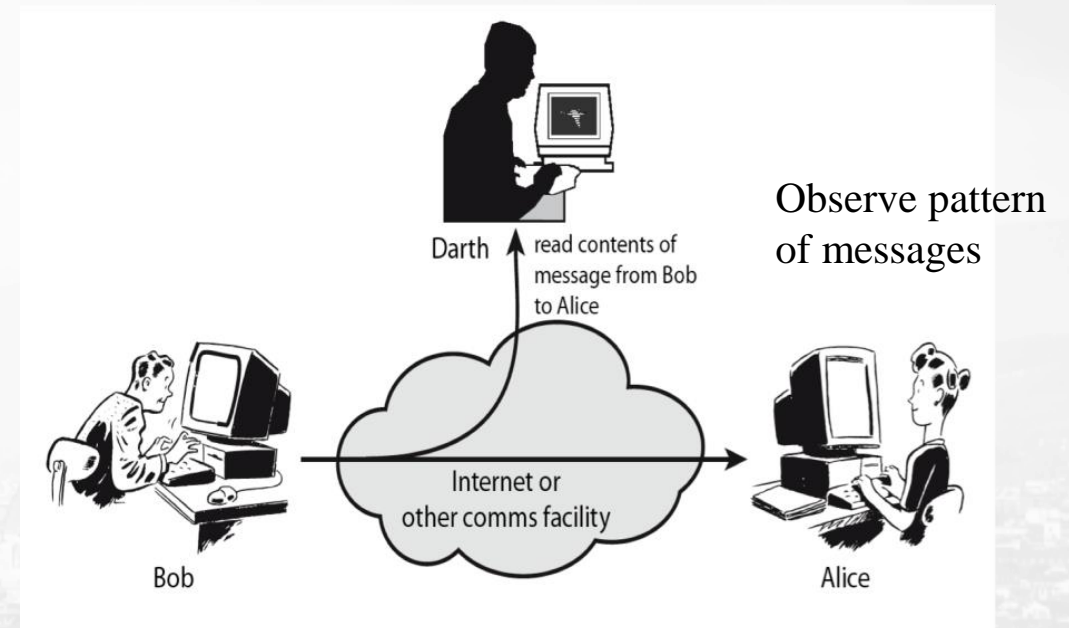 Observe pattern
of messages
Darth
read contents of
message from Bob
to Alice
Internet or
other comms facility
Bob
Alice